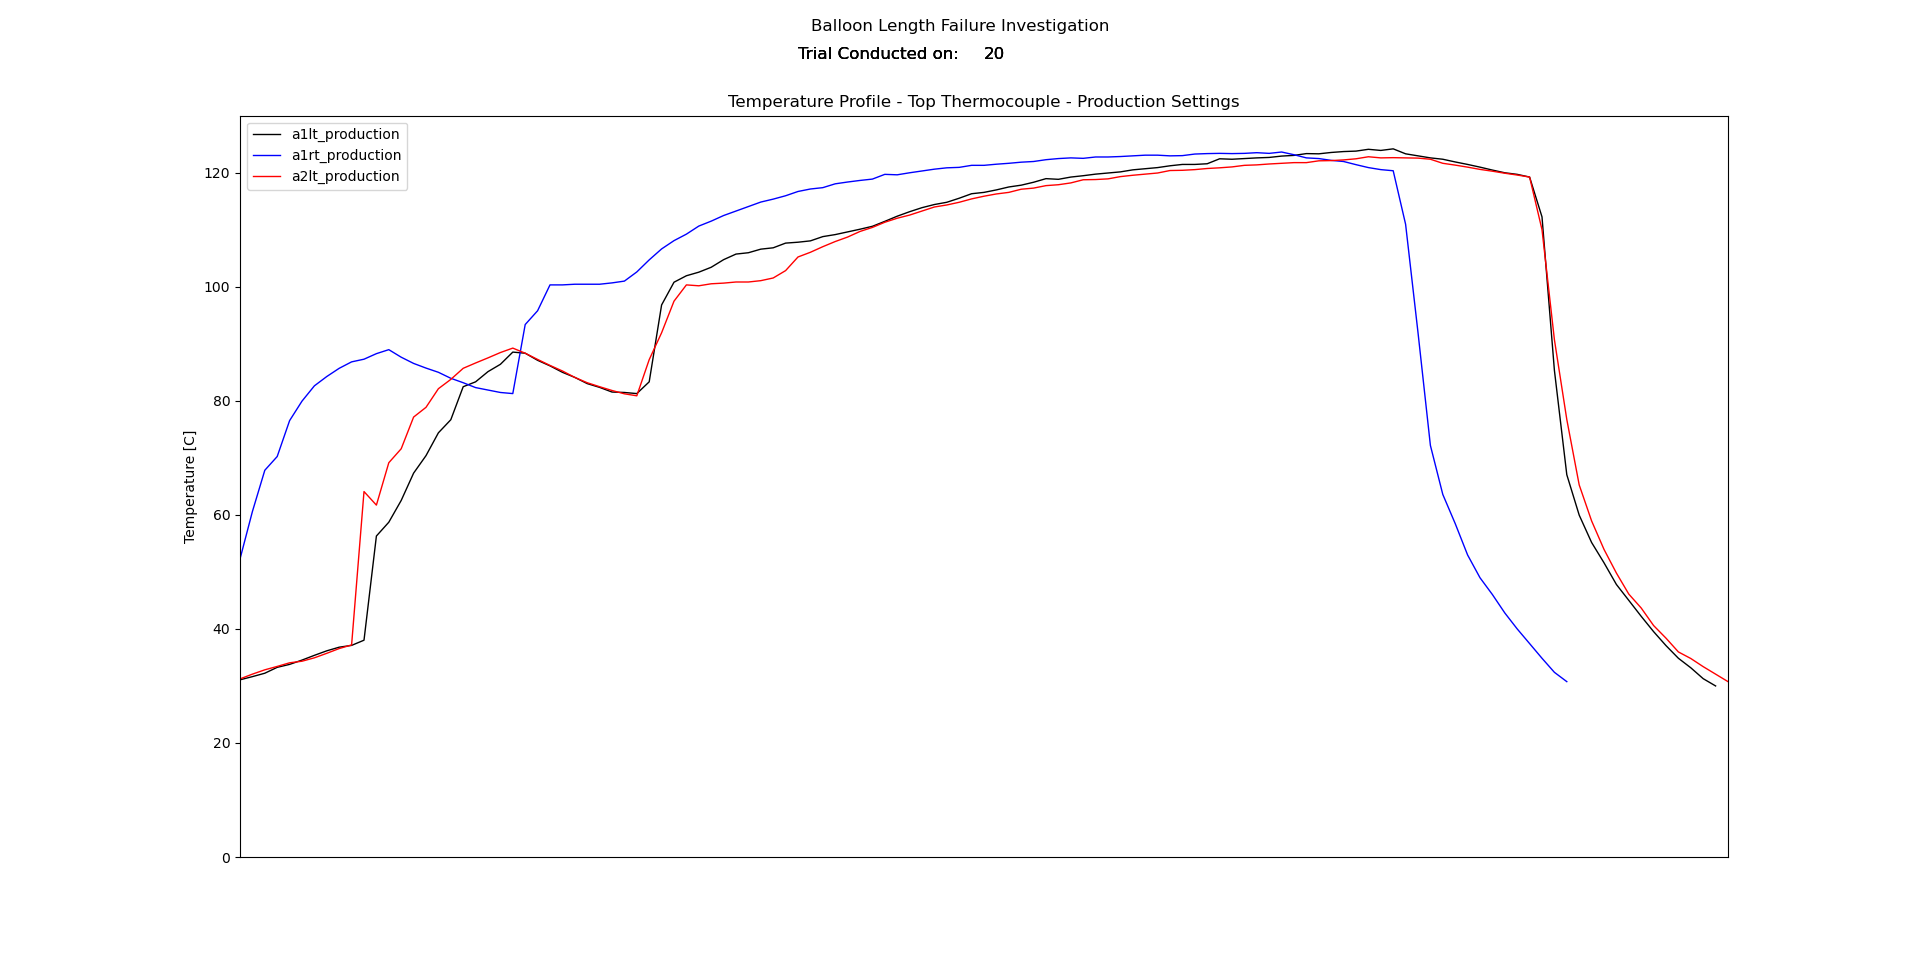 Balloon Length Failure Investigation
Trial Conducted on: 20
Temperature Profile - Top Thermocouple - Production Settings
a1lt_production
a1rt_production
a2lt_production
120
100
80
60
40
20
0
Temperature [C]